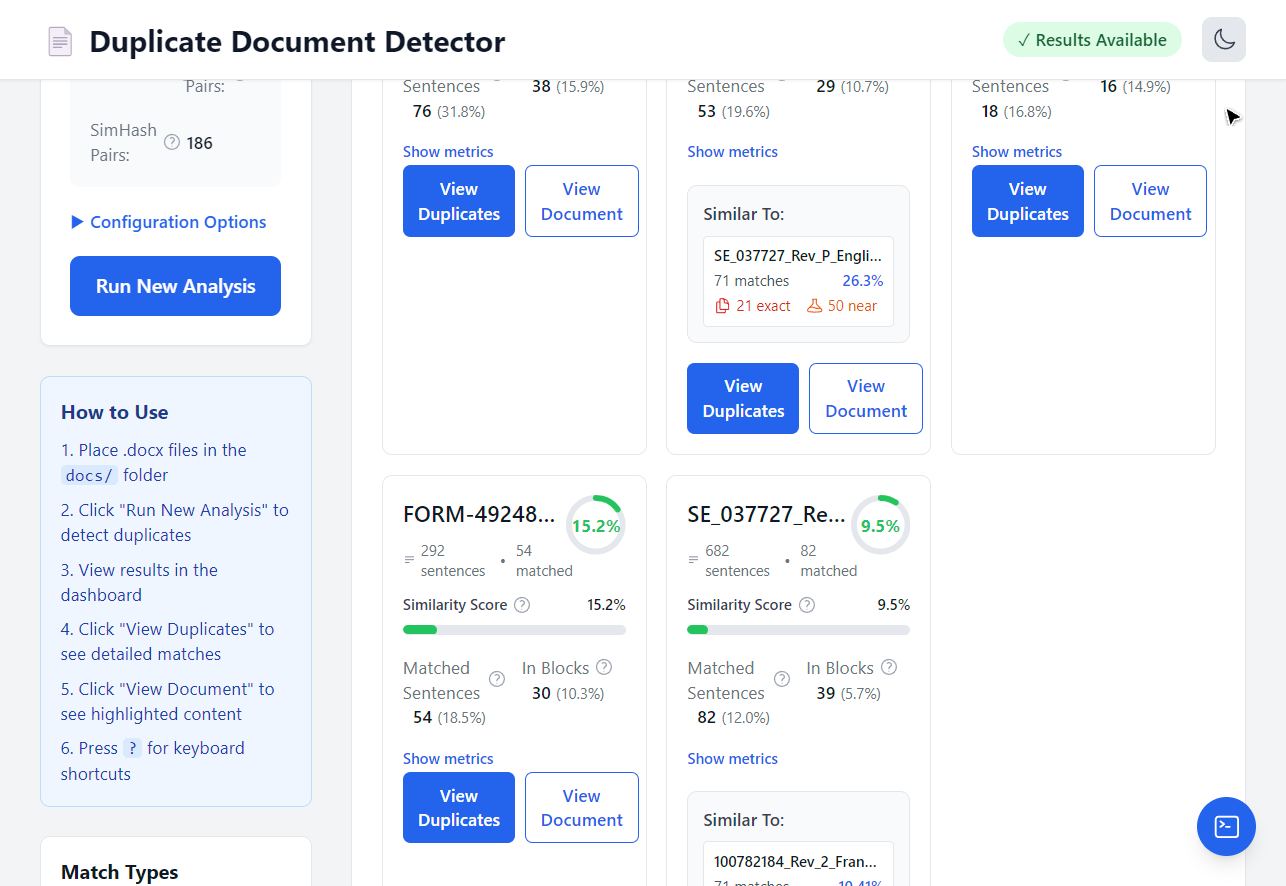 Duplicate Document Detector
✓ Results Available
Pairs:
SimHash
Pairs:
? 186
▶ Configuration Options
Run New Analysis
How to Use
1. Place .docx files in the
docs/ folder
2. Click "Run New Analysis" to
detect duplicates
3. View results in the
dashboard
4. Click "View Duplicates" to
see detailed matches
5. Click "View Document" to
see highlighted content
6. Press ? for keyboard
shortcuts
Match Types
Sentences
38 (15.9%)
76 (31.8%)
Show metrics
View
Duplicates
View
Document
Sentences
29 (10.7%)
53 (19.6%)
Show metrics
Similar To:
SE_037727_Rev_P_Engli...
71 matches 26.3%
21 exact 50 near
View
Duplicates
View
Document
Sentences
16 (14.9%)
18 (16.8%)
Show metrics
View
Duplicates
View
Document
FORM-49248...
15.2%
292
sentences
•
54
matched
Similarity Score ? 15.2%
Matched
Sentences
?
54 (18.5%)
In Blocks ?
30 (10.3%)
Show metrics
View
Duplicates
View
Document
SE_037727_Re...
9.5%
682
sentences
•
82
matched
Similarity Score ? 9.5%
Matched
Sentences
?
82 (12.0%)
In Blocks ?
39 (5.7%)
Show metrics
Similar To:
100782184_Rev_2_Fran...
71 matches 10.41%